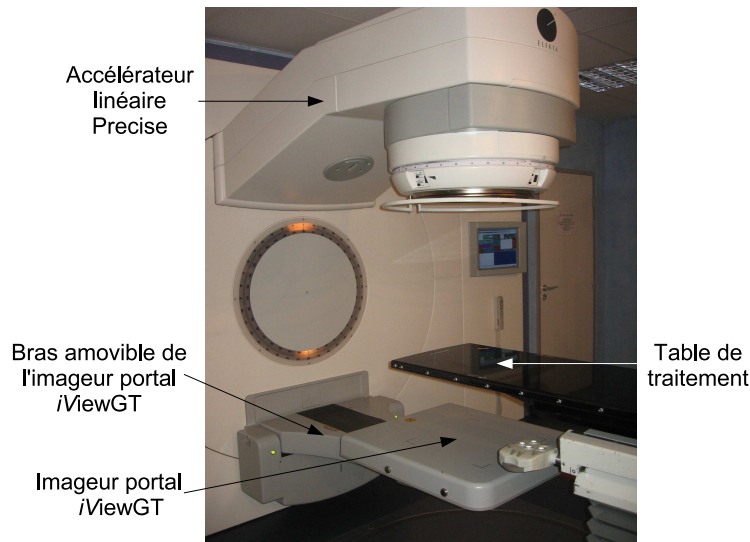 ELEKTA
Accélérateur
linéaire
Precise
Bras amovible de
l'imageur portal
iViewGT
Table de
traitement
Imageur portal
iViewGT